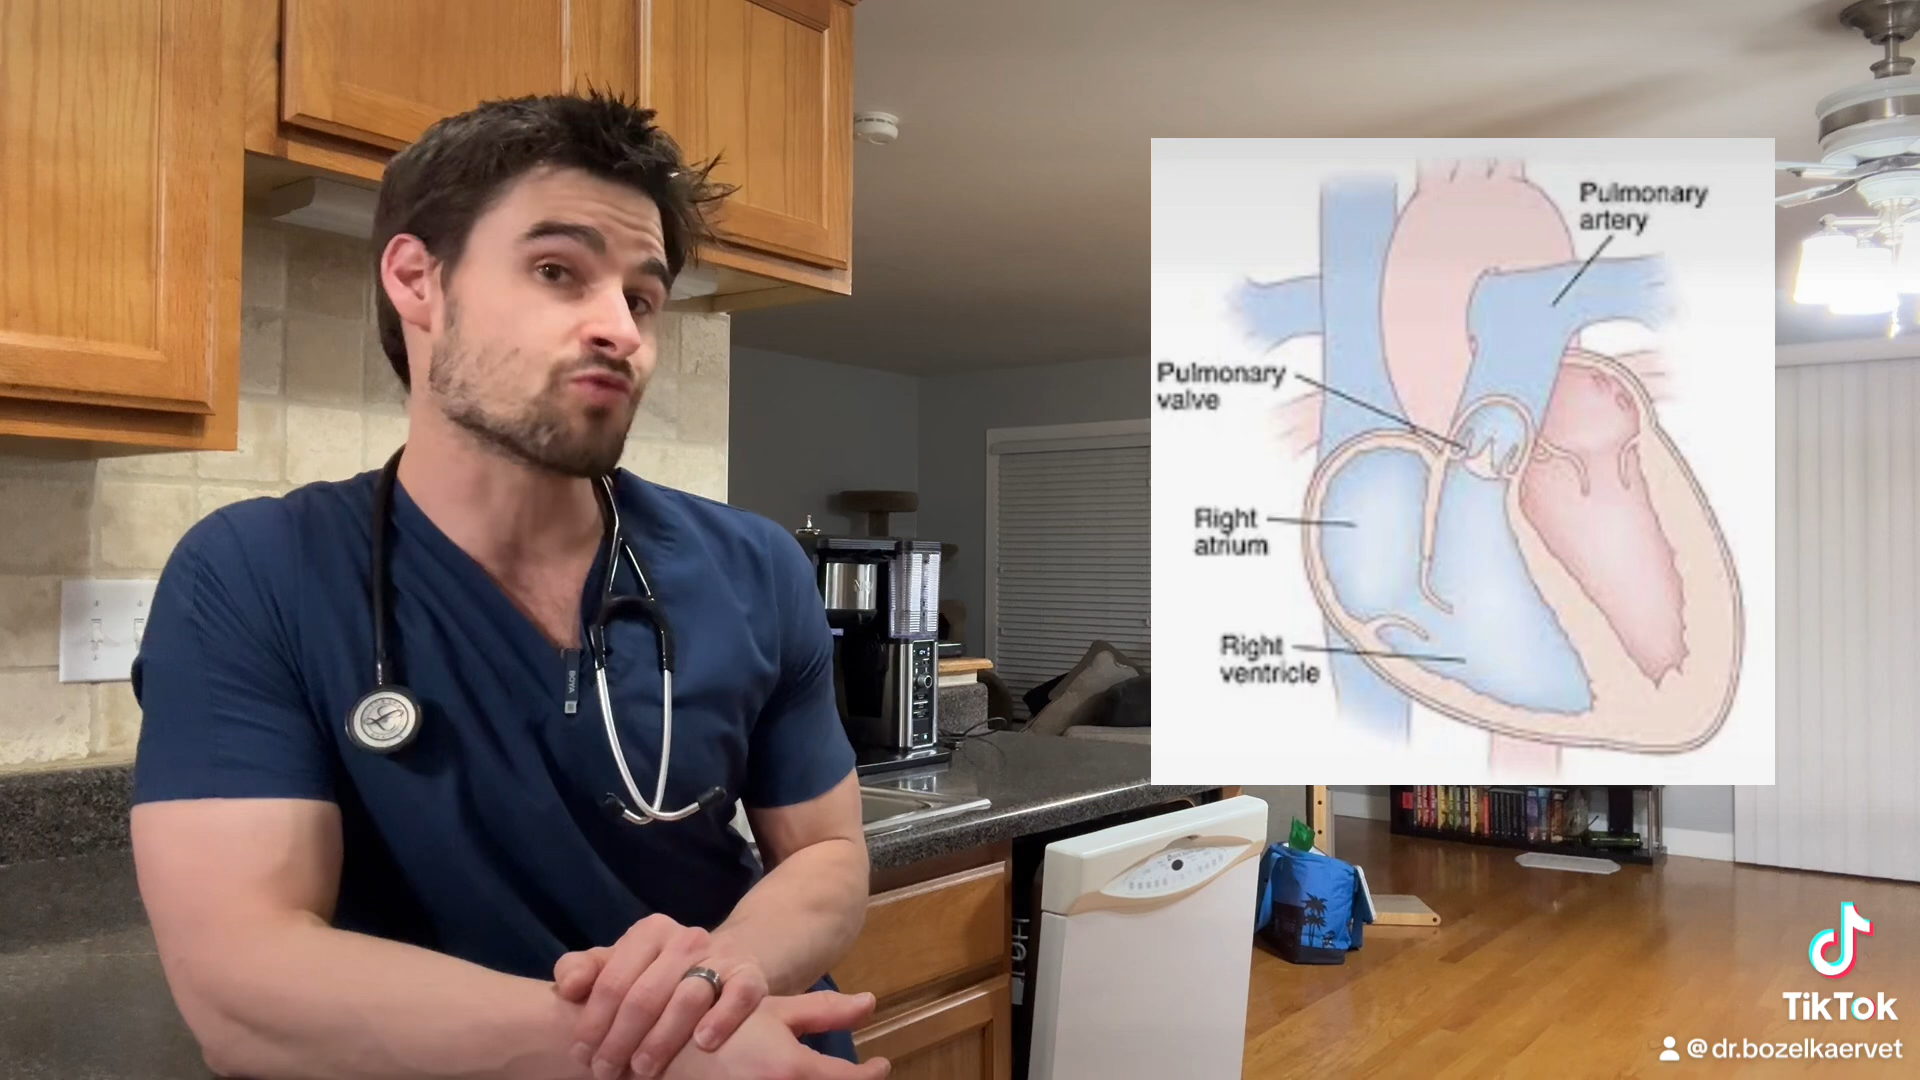 Pulmonary
artery
Pulmonary
valve
Right
atrium
Right
ventricle
TikTok
@dr.bozelkaervet